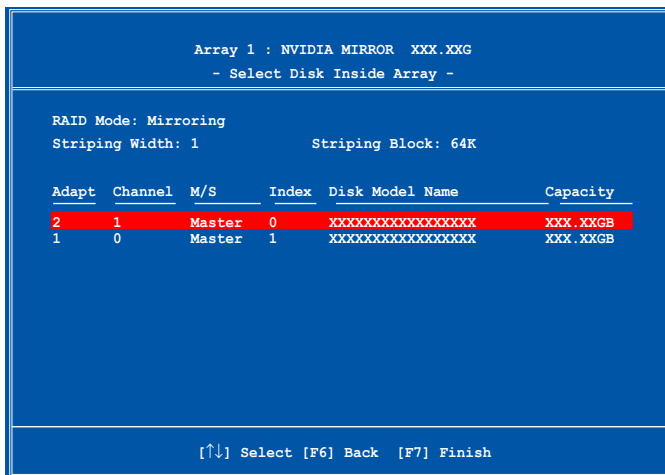 Array 1 : NVIDIA MIRROR  XXX.XXG
- Select Disk Inside Array -
RAID Mode: Mirroring
Striping Width: 1 Striping Block: 64K
Adapt Channel M/S Index Disk Model Name Capacity
2 1 Master 0 XXXXXXXXXXXXXXXXX XXX.XXGB
1 0 Master 1 XXXXXXXXXXXXXXXXX XXX.XXGB
[↑↓] Select [F6] Back [F7] Finish